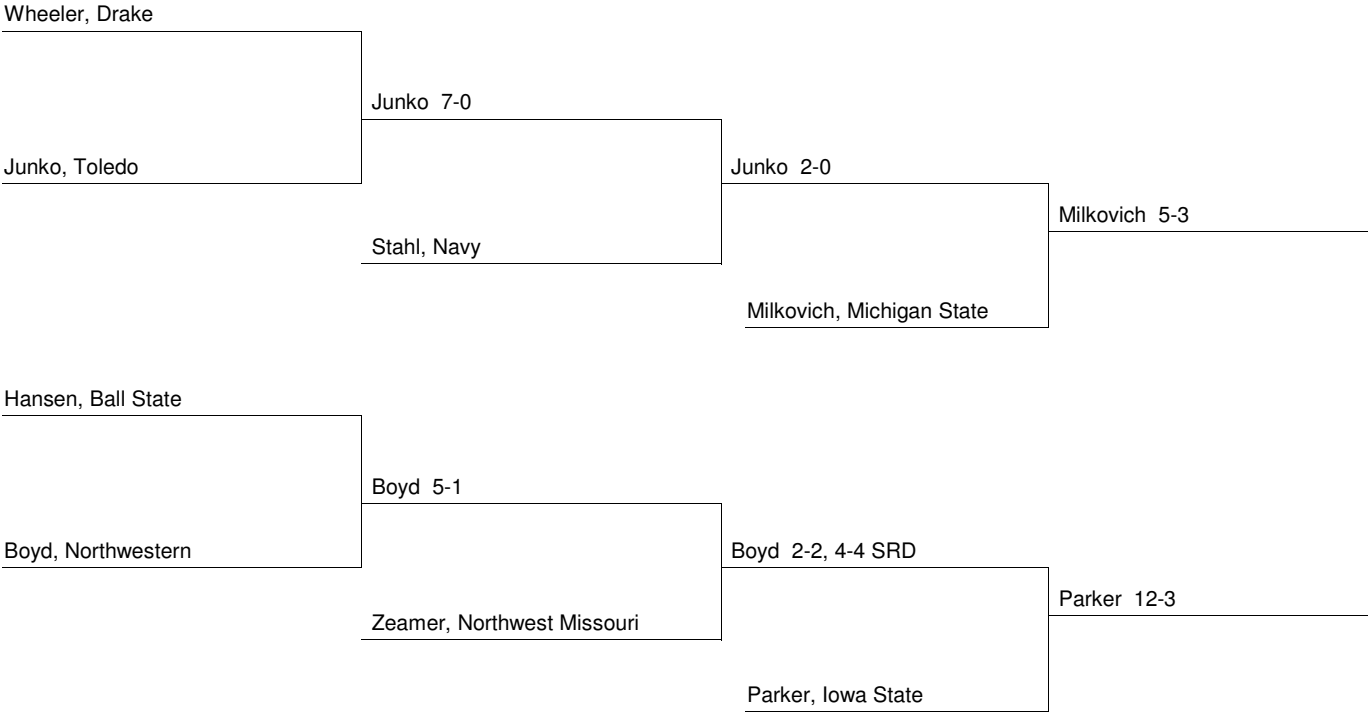 Wheeler, Drake
Junko 7-0
Junko, Toledo
Junko 2-0
Milkovich 5-3
Stahl, Navy
Milkovich, Michigan State
Hansen, Ball State
Boyd 5-1
Boyd, Northwestern
Boyd 2-2, 4-4 SRD
Parker 12-3
Zeamer, Northwest Missouri
Parker, Iowa State